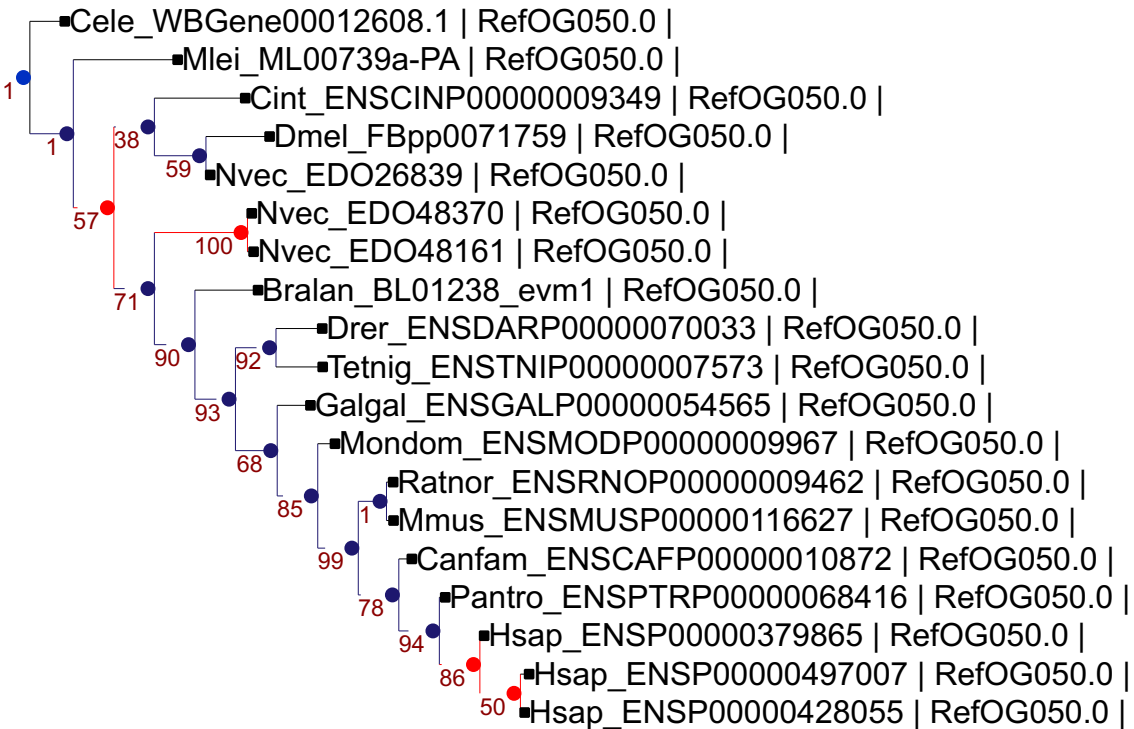 Cele_WBGene00012608.1 | RefOG050.0 |
Mlei_ML00739a-PA | RefOG050.0 |
1
Cint_ENSCINP00000009349 | RefOG050.0 |
1
38
Dmel_FBpp0071759 | RefOG050.0 |
59
Nvec_EDO26839 | RefOG050.0 |
57
Nvec_EDO48370 | RefOG050.0 |
100
Nvec_EDO48161 | RefOG050.0 |
71
Bralan_BL01238_evm1 | RefOG050.0 |
Drer_ENSDARP00000070033 | RefOG050.0 |
90
92
Tetnig_ENSTNIP00000007573 | RefOG050.0 |
93
Galgal_ENSGALP00000054565 | RefOG050.0 |
Mondom_ENSMODP00000009967 | RefOG050.0 |
68
Ratnor_ENSRNOP00000009462 | RefOG050.0 |
85
1
Mmus_ENSMUSP00000116627 | RefOG050.0 |
99
Canfam_ENSCAFP00000010872 | RefOG050.0 |
78
Pantro_ENSPTRP00000068416 | RefOG050.0 |
94
Hsap_ENSP00000379865 | RefOG050.0 |
86
Hsap_ENSP00000497007 | RefOG050.0 |
50
Hsap_ENSP00000428055 | RefOG050.0 |